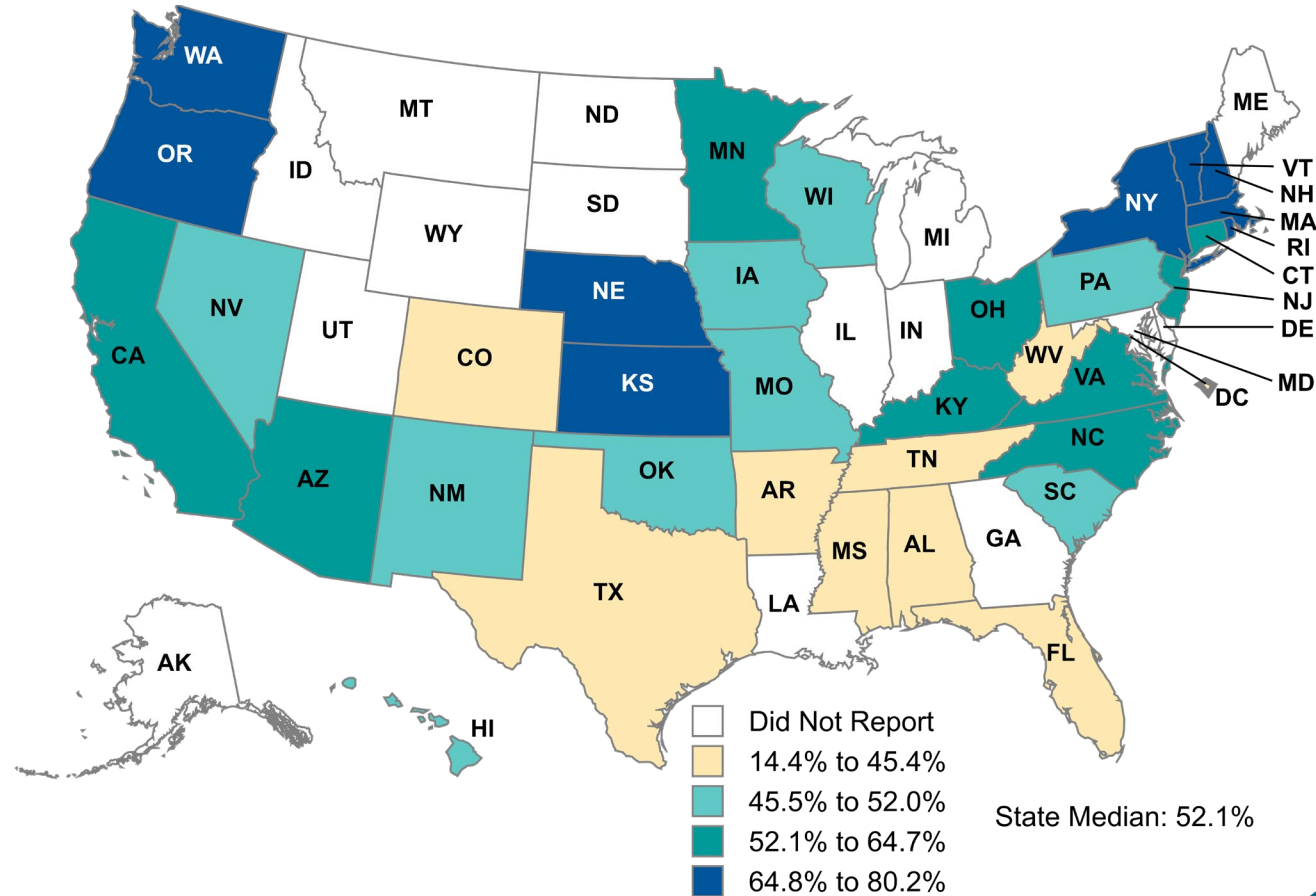 WA
MT
ND
MN
ME
OR
ID
SD
WI
VT
NH
NY
MA
WY
MI
RI
CT
NE
IA
PA
NJ
NV
UT
IL
IN
OH
DE
CA
CO
KS
MO
WV
VA
MD
DC
KY
NC
AZ
NM
OK
AR
TN
SC
MS
AL
GA
TX
LA
AK
FL
HI
Did Not Report
14.4% to 45.4%
45.5% to 52.0%
State Median: 52.1%
52.1% to 64.7%
64.8% to 80.2%